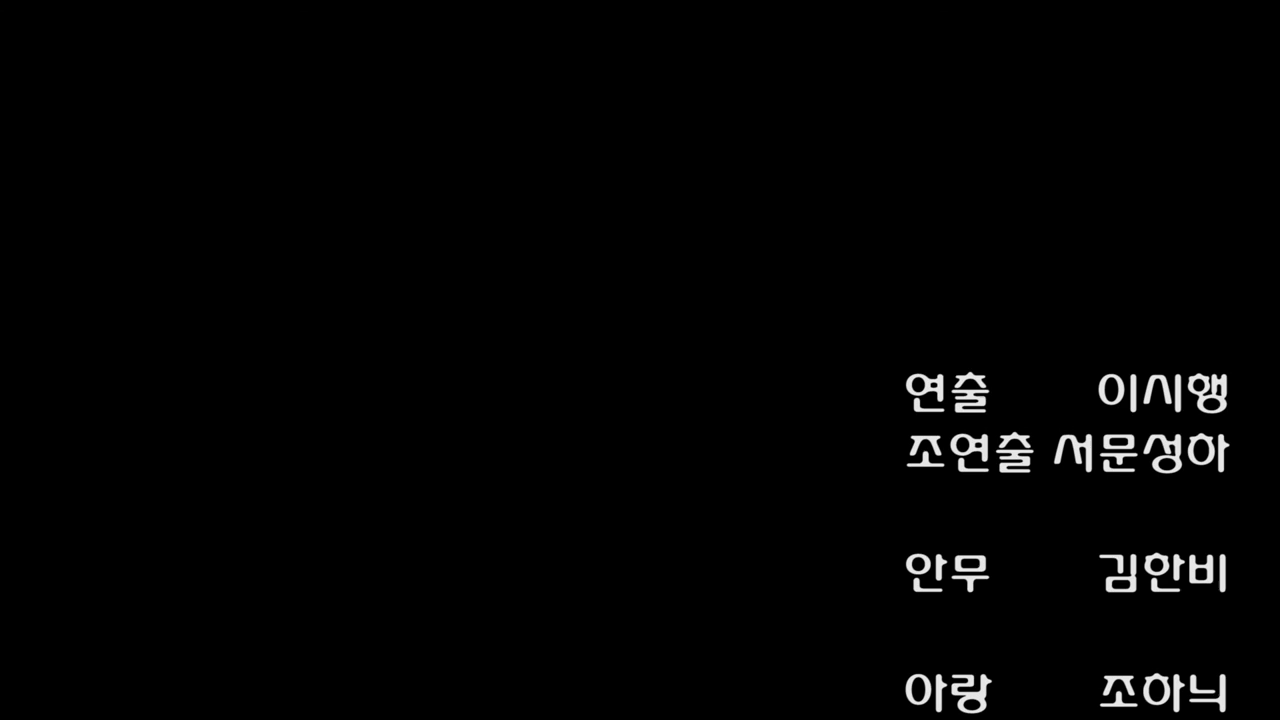 연출 이시행
조연출 서문성하
안무 김한비
아랑 조하늬